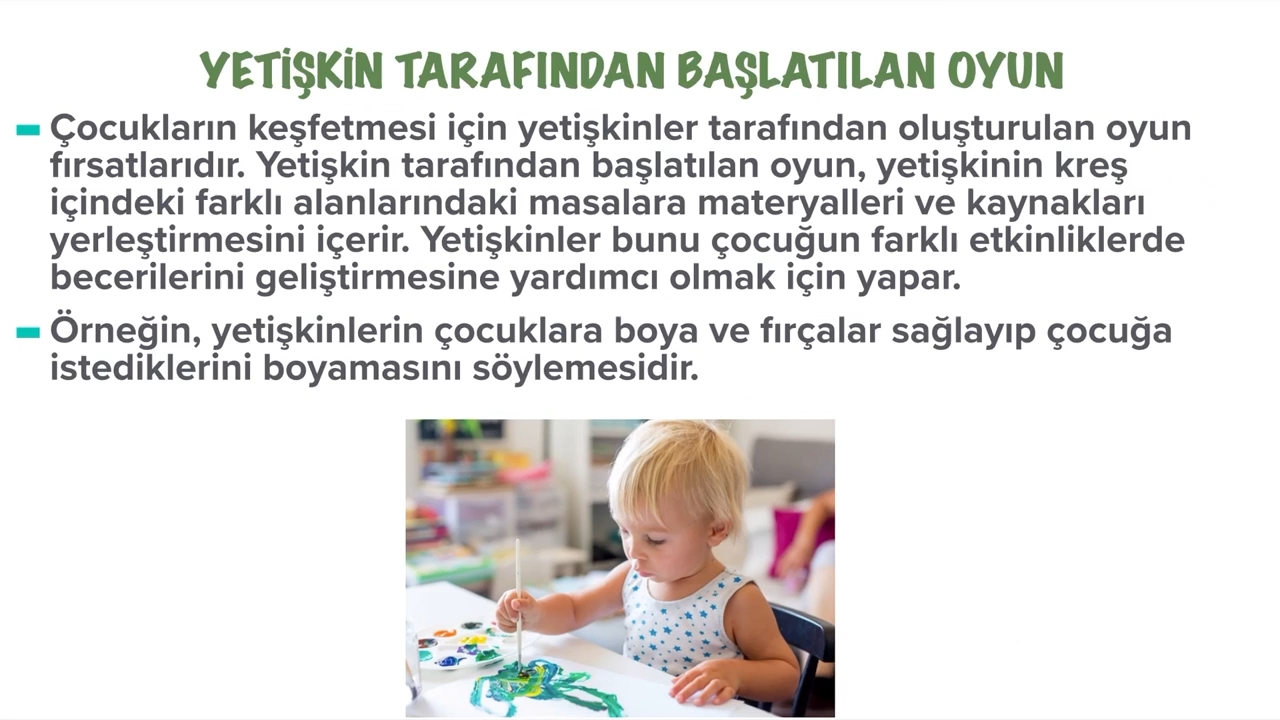 YETİŞKİN TARAFINDAN BAŞLATILAN OYUN
Çocukların keşfetmesi için yetişkinler tarafından oluşturulan oyun
fırsatlarıdır. Yetişkin tarafından başlatılan oyun, yetişkinin kreş
içindeki farklı alanlarındaki masalara materyalleri ve kaynakları
yerleştirmesini içerir. Yetişkinler bunu çocuğun farklı etkinliklerde
becerilerini geliştirmesine yardımcı olmak için yapar.
Örneğin, yetişkinlerin çocuklara boya ve fırçalar sağlayıp çocuğa
istediklerini boyamasını söylemesidir.